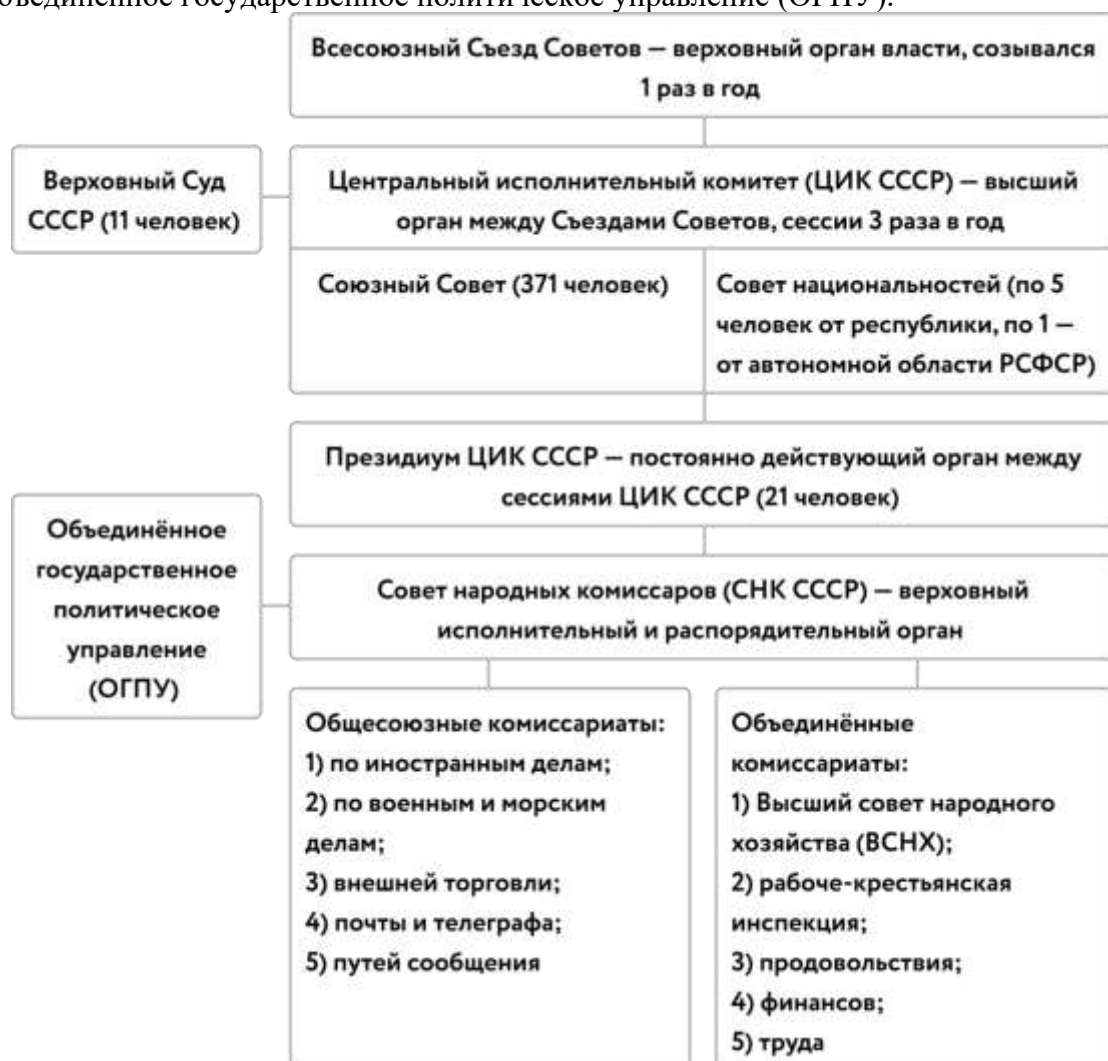 объединенное государственное политическое управление (ОГПУ).
Всесоюзный Съезд Советов — верховный орган власти, созывался
1 раз в год
Верховный Суд
СССР (11 человек)
Центральный исполнительный комитет (ЦИК СССР) — высший
орган между Съездами Советов, сессии 3 раза в год
Союзный Совет (371 человек)
Совет национальностей (по 5
человек от республики, по 1 —
от автономной области РСФСР)
Президиум ЦИК СССР — постоянно действующий орган между
сессиями ЦИК СССР (21 человек)
Объединённое
государственное
политическое
управление
(ОГПУ)
Совет народных комиссаров (СНК СССР) — верховный
исполнительный и распорядительный орган
Общесоюзные комиссариаты:
1) по иностранным делам;
2) по военным и морским
делам;
3) внешней торговли;
4) почты и телеграфа;
5) путей сообщения
Объединённые
комиссариаты:
1) Высший совет народного
хозяйства (ВСНХ);
2) рабоче-крестьянская
инспекция;
3) продовольствия;
4) финансов;
5) труда